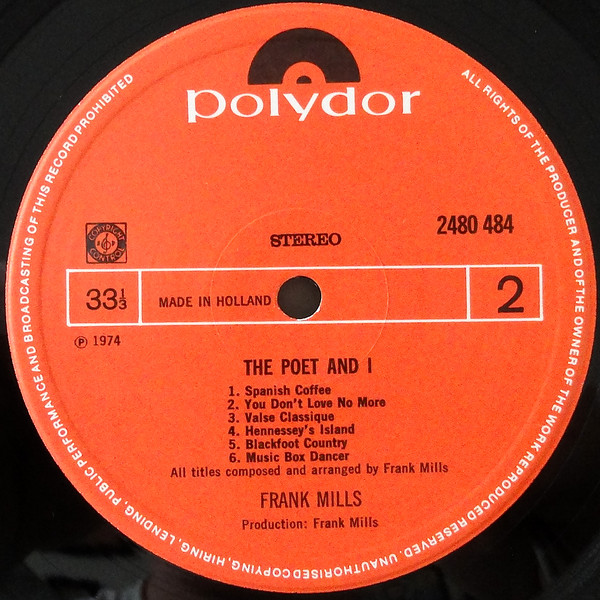 polydor
COPYRIGHT
CONTROL
STEREO
2480 484
33⅓
MADE IN HOLLAND
2
Ⓟ 1974
THE POET AND I
1. Spanish Coffee
2. You Don't Love No More
3. Valse Classique
4. Hennessey's Island
5. Blackfoot Country
6. Music Box Dancer
All titles composed and arranged by Frank Mills
FRANK MILLS
Production: Frank Mills
ALL RIGHTS OF THE PRODUCER AND OF THE OWNER OF THE WORK REPRODUCED RESERVED. UNAUTHORISED COPYING, HIRING, LENDING, PUBLIC PERFORMANCE AND BROADCASTING OF THIS RECORD PROHIBITED